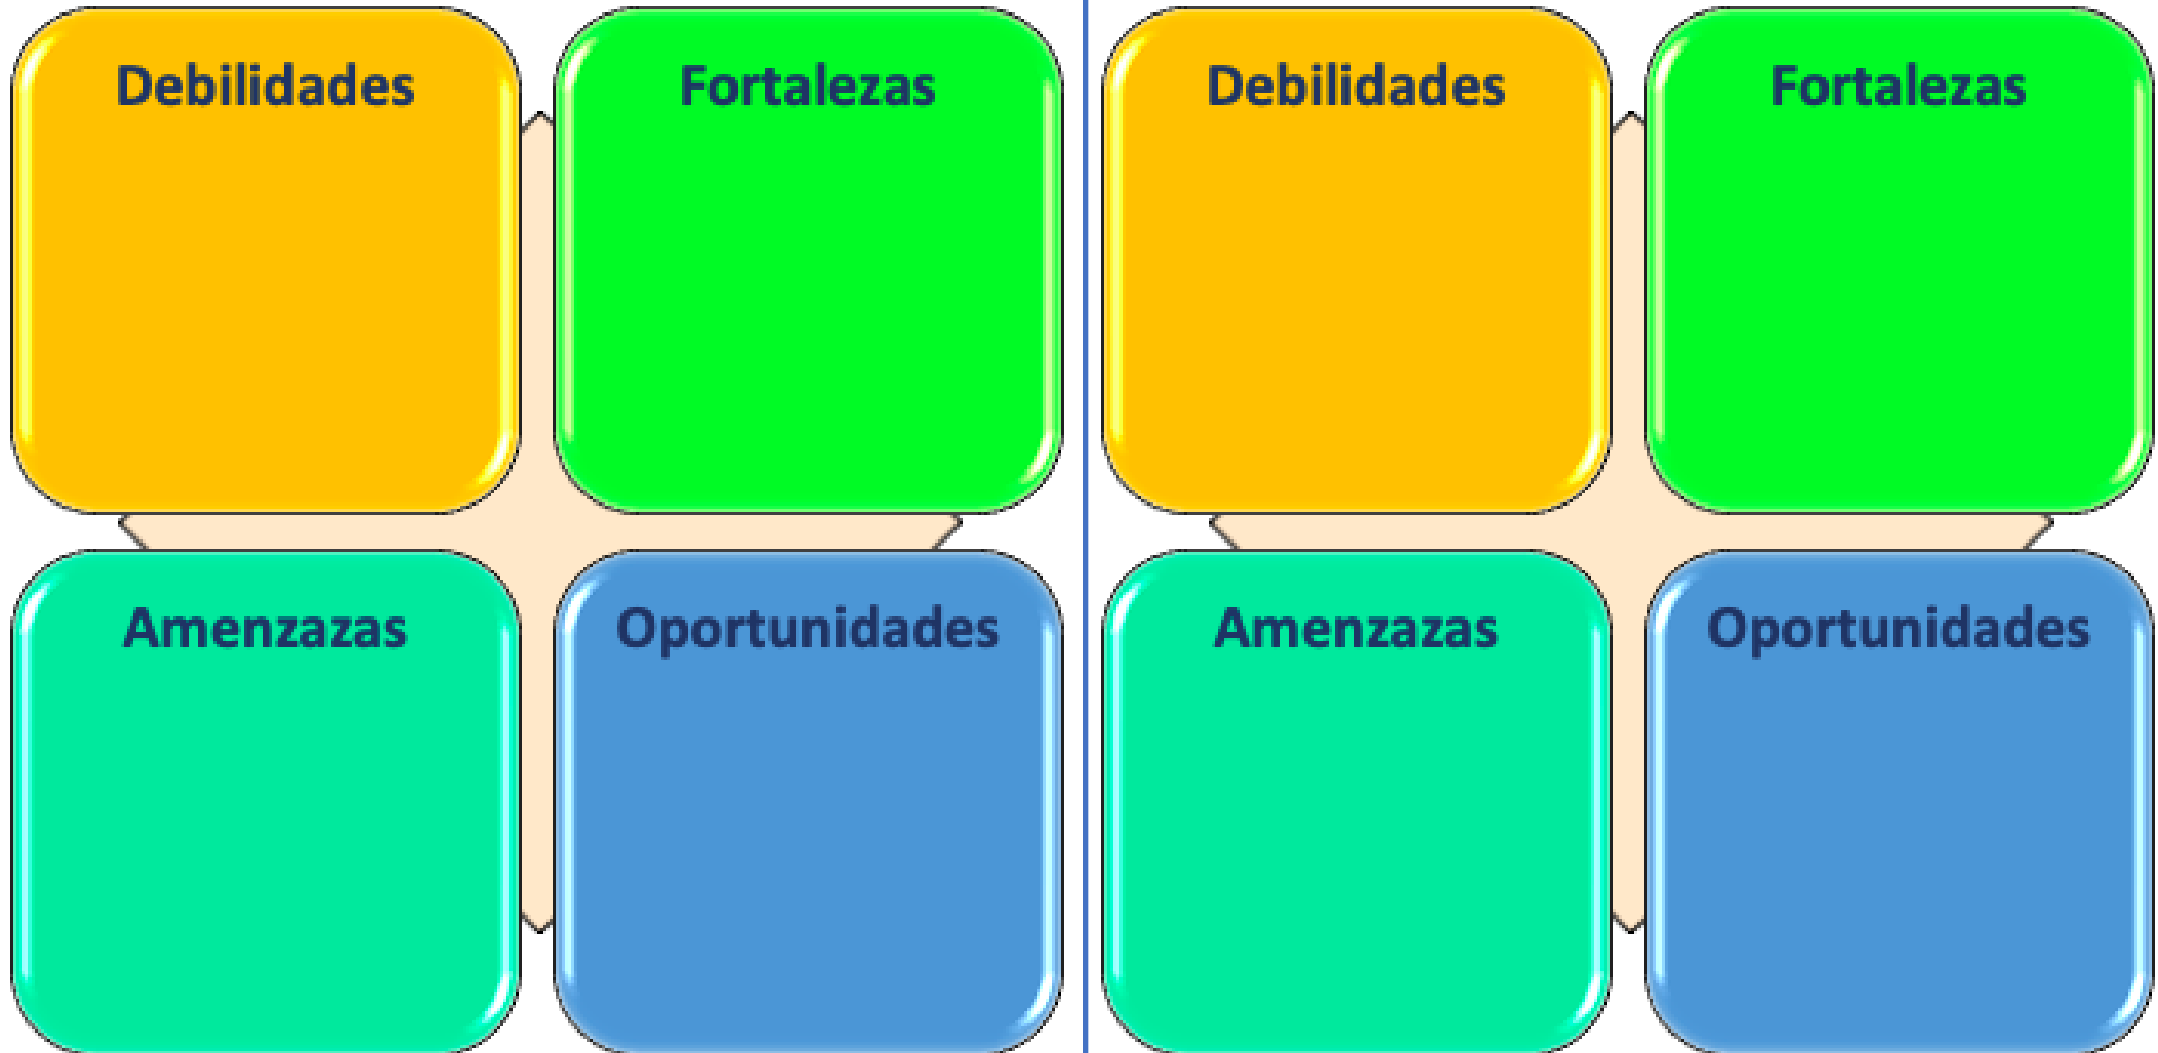 Debilidades
Fortalezas
Amenzazas
Oportunidades
Debilidades
Fortalezas
Amenzazas
Oportunidades